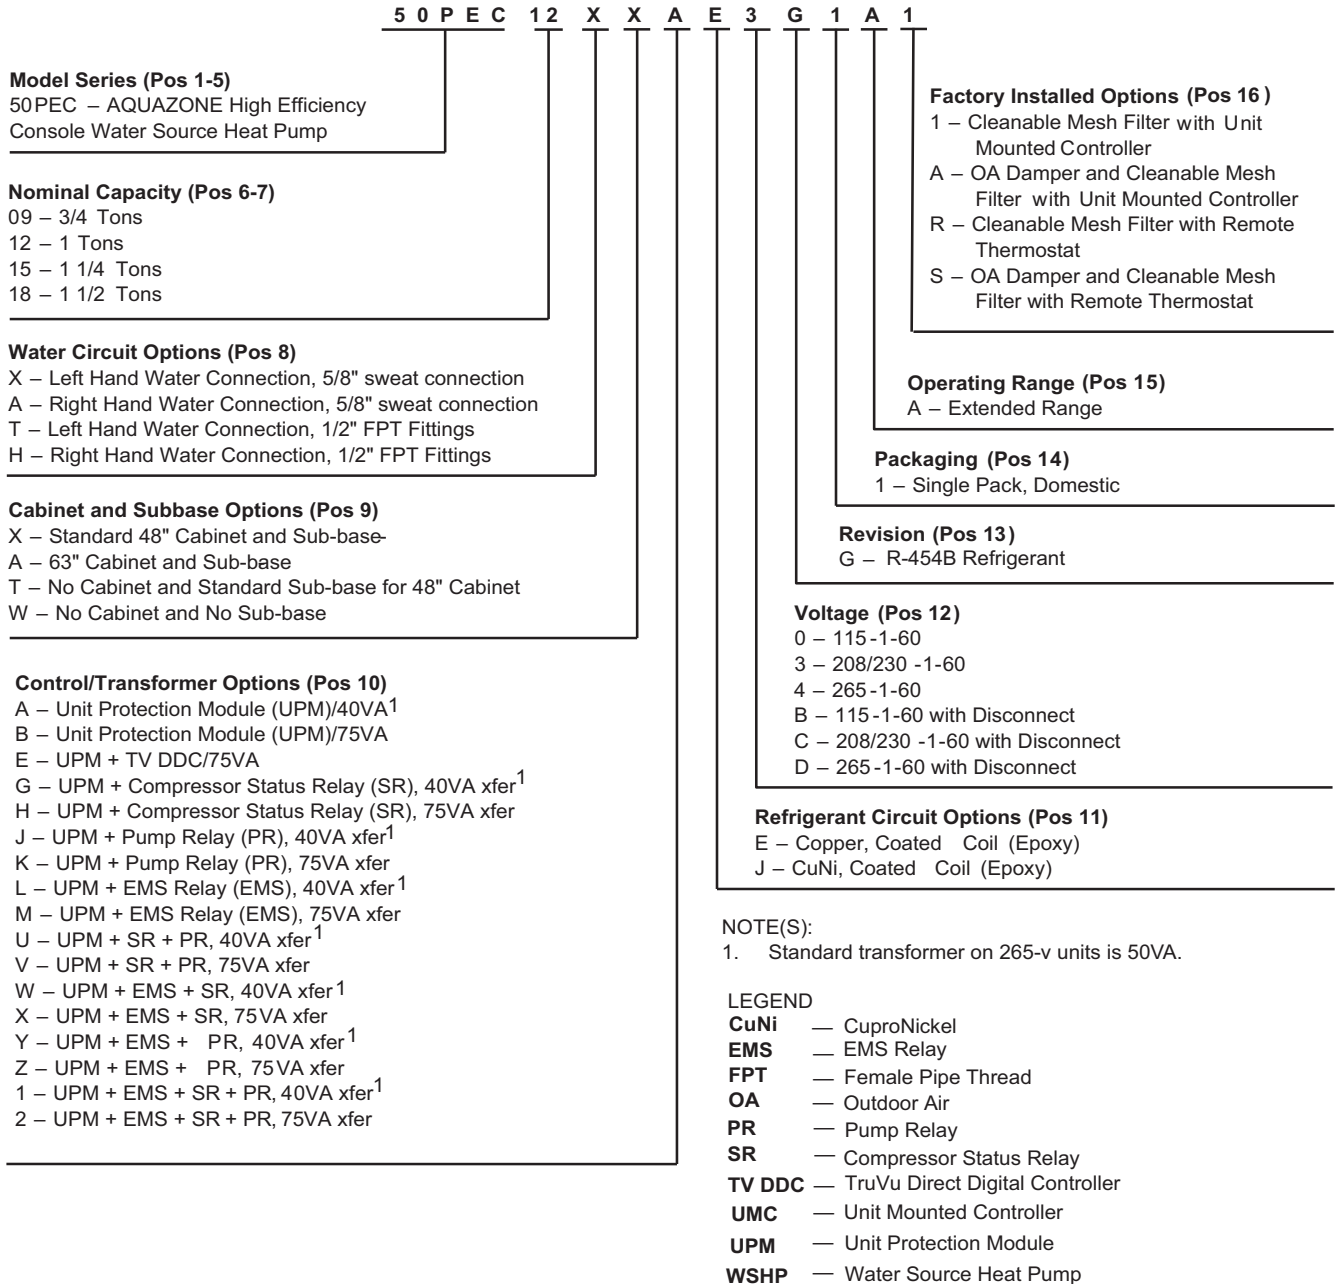 5 0 P E C 1 2 X X A E 3 G 1 A 1
Model Series (Pos 1-5)
50PEC – AQUAZONE High Efficiency
Console Water Source Heat Pump
Nominal Capacity (Pos 6-7)
09 – 3/4 Tons
12 – 1 Tons
15 – 1 1/4 Tons
18 – 1 1/2 Tons
Water Circuit Options (Pos 8)
X – Left Hand Water Connection, 5/8" sweat connection
A – Right Hand Water Connection, 5/8" sweat connection
T – Left Hand Water Connection, 1/2" FPT Fittings
H – Right Hand Water Connection, 1/2" FPT Fittings
Cabinet and Subbase Options (Pos 9)
X – Standard 48" Cabinet and Sub-base-
A – 63" Cabinet and Sub-base
T – No Cabinet and Standard Sub-base for 48" Cabinet
W – No Cabinet and No Sub-base
Control/Transformer Options (Pos 10)
A – Unit Protection Module (UPM)/40VA1
B – Unit Protection Module (UPM)/75VA
E – UPM + TV DDC/75VA
G – UPM + Compressor Status Relay (SR), 40VA xfer1
H – UPM + Compressor Status Relay (SR), 75VA xfer
J – UPM + Pump Relay (PR), 40VA xfer1
K – UPM + Pump Relay (PR), 75VA xfer
L – UPM + EMS Relay (EMS), 40VA xfer1
M – UPM + EMS Relay (EMS), 75VA xfer
U – UPM + SR + PR, 40VA xfer1
V – UPM + SR + PR, 75VA xfer
W – UPM + EMS + SR, 40VA xfer1
X – UPM + EMS + SR, 75VA xfer
Y – UPM + EMS + PR, 40VA xfer1
Z – UPM + EMS + PR, 75VA xfer
1 – UPM + EMS + SR + PR, 40VA xfer1
2 – UPM + EMS + SR + PR, 75VA xfer
Factory Installed Options (Pos 16)
1 – Cleanable Mesh Filter with Unit
Mounted Controller
A – OA Damper and Cleanable Mesh
Filter with Unit Mounted Controller
R – Cleanable Mesh Filter with Remote
Thermostat
S – OA Damper and Cleanable Mesh
Filter with Remote Thermostat
Operating Range (Pos 15)
A – Extended Range
Packaging (Pos 14)
1 – Single Pack, Domestic
Revision (Pos 13)
G – R-454B Refrigerant
Voltage (Pos 12)
0 – 115-1-60
3 – 208/230 -1-60
4 – 265-1-60
B – 115-1-60 with Disconnect
C – 208/230 -1-60 with Disconnect
D – 265-1-60 with Disconnect
Refrigerant Circuit Options (Pos 11)
E – Copper, Coated Coil (Epoxy)
J – CuNi, Coated Coil (Epoxy)
NOTE(S):
1. Standard transformer on 265-v units is 50VA.
LEGEND
CuNi — CuproNickel
EMS — EMS Relay
FPT — Female Pipe Thread
OA — Outdoor Air
PR — Pump Relay
SR — Compressor Status Relay
TV DDC — TruVu Direct Digital Controller
UMC — Unit Mounted Controller
UPM — Unit Protection Module
WSHP — Water Source Heat Pump